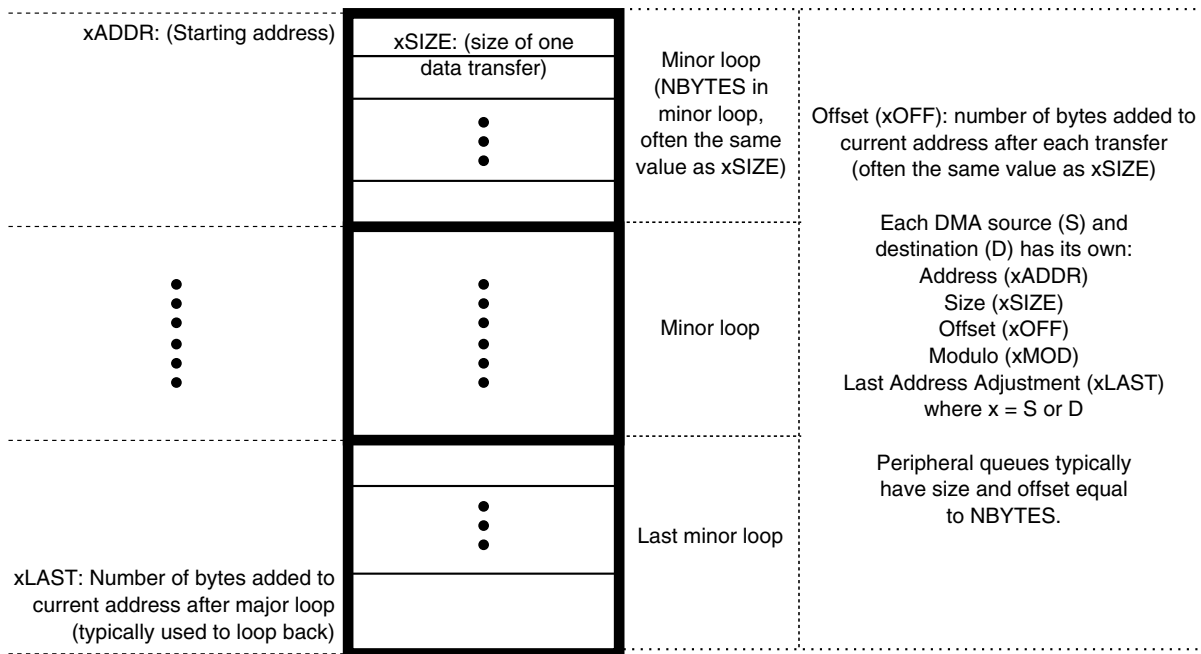 xADDR: (Starting address)
xSIZE: (size of one
data transfer)
Minor loop
(NBYTES in
minor loop,
often the same
value as xSIZE)
Offset (xOFF): number of bytes added to
current address after each transfer
(often the same value as xSIZE)
Each DMA source (S) and
destination (D) has its own:
Address (xADDR)
Size (xSIZE)
Offset (xOFF)
Modulo (xMOD)
Last Address Adjustment (xLAST)
where x = S or D
Peripheral queues typically
have size and offset equal
to NBYTES.
Minor loop
Last minor loop
xLAST: Number of bytes added to
current address after major loop
(typically used to loop back)